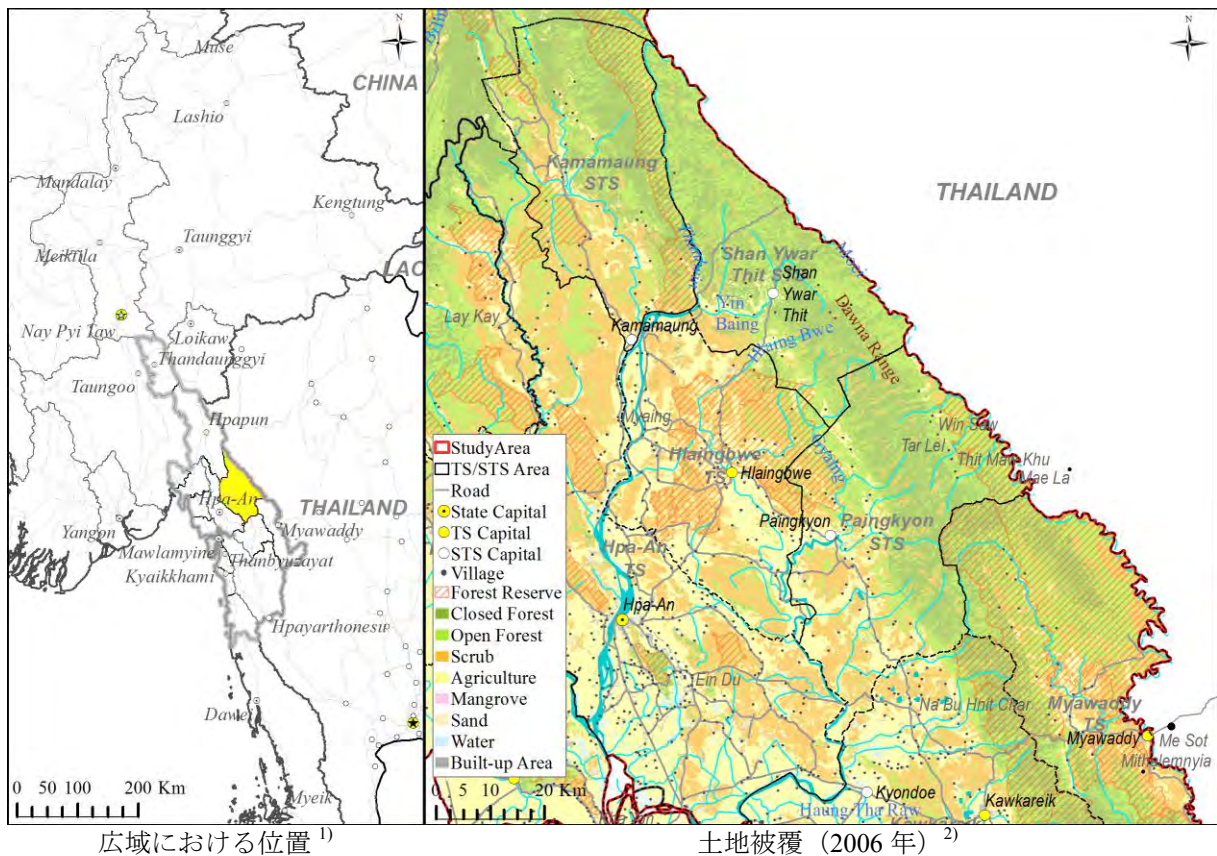 N
Muse
CHINA
Lashio
Mandalay
Kengtung
Taunggyi
Meiktila
LAO
Nay Pyi Taw
Loikaw
Thandaunggyi
Taungoo
Hpapun
THAILAND
Hpa-An
Yangon
Myawaddy
Mawlamyine
Thanbyuzayat
Kyaikkhami
Hpayarthonesu
Dawei
Myeik
0 50 100 200 Km
N
Kamamaung
STS
THAILAND
Moei
Shan Ywar
Thit S
Shan
Ywar
Thit
Yin
Baing
Dawna Range
Lay Kay
Kamamaung
Hlaing Bwe
Myaing
Win Saw
Tar Lel
Thit Maw Khu
Mae La
Hlaingbwe
TS
Hlaingbwe
Paingkyon
Paingkyon
STS
Hpa-An
TS
Hpa-An
Ein Du
Na Bu Hnit Char
Myawaddy
TS
Myawaddy
Me Sot
Kyondoe
Haung Tha Raw
Kawkareik
StudyArea
TS/STS Area
Road
State Capital
TS Capital
STS Capital
Village
Forest Reserve
Closed Forest
Open Forest
Scrub
Agriculture
Mangrove
Sand
Water
Built-up Area
0 5 10 20 Km
広域における位置 1)
土地被覆（2006 年）2)